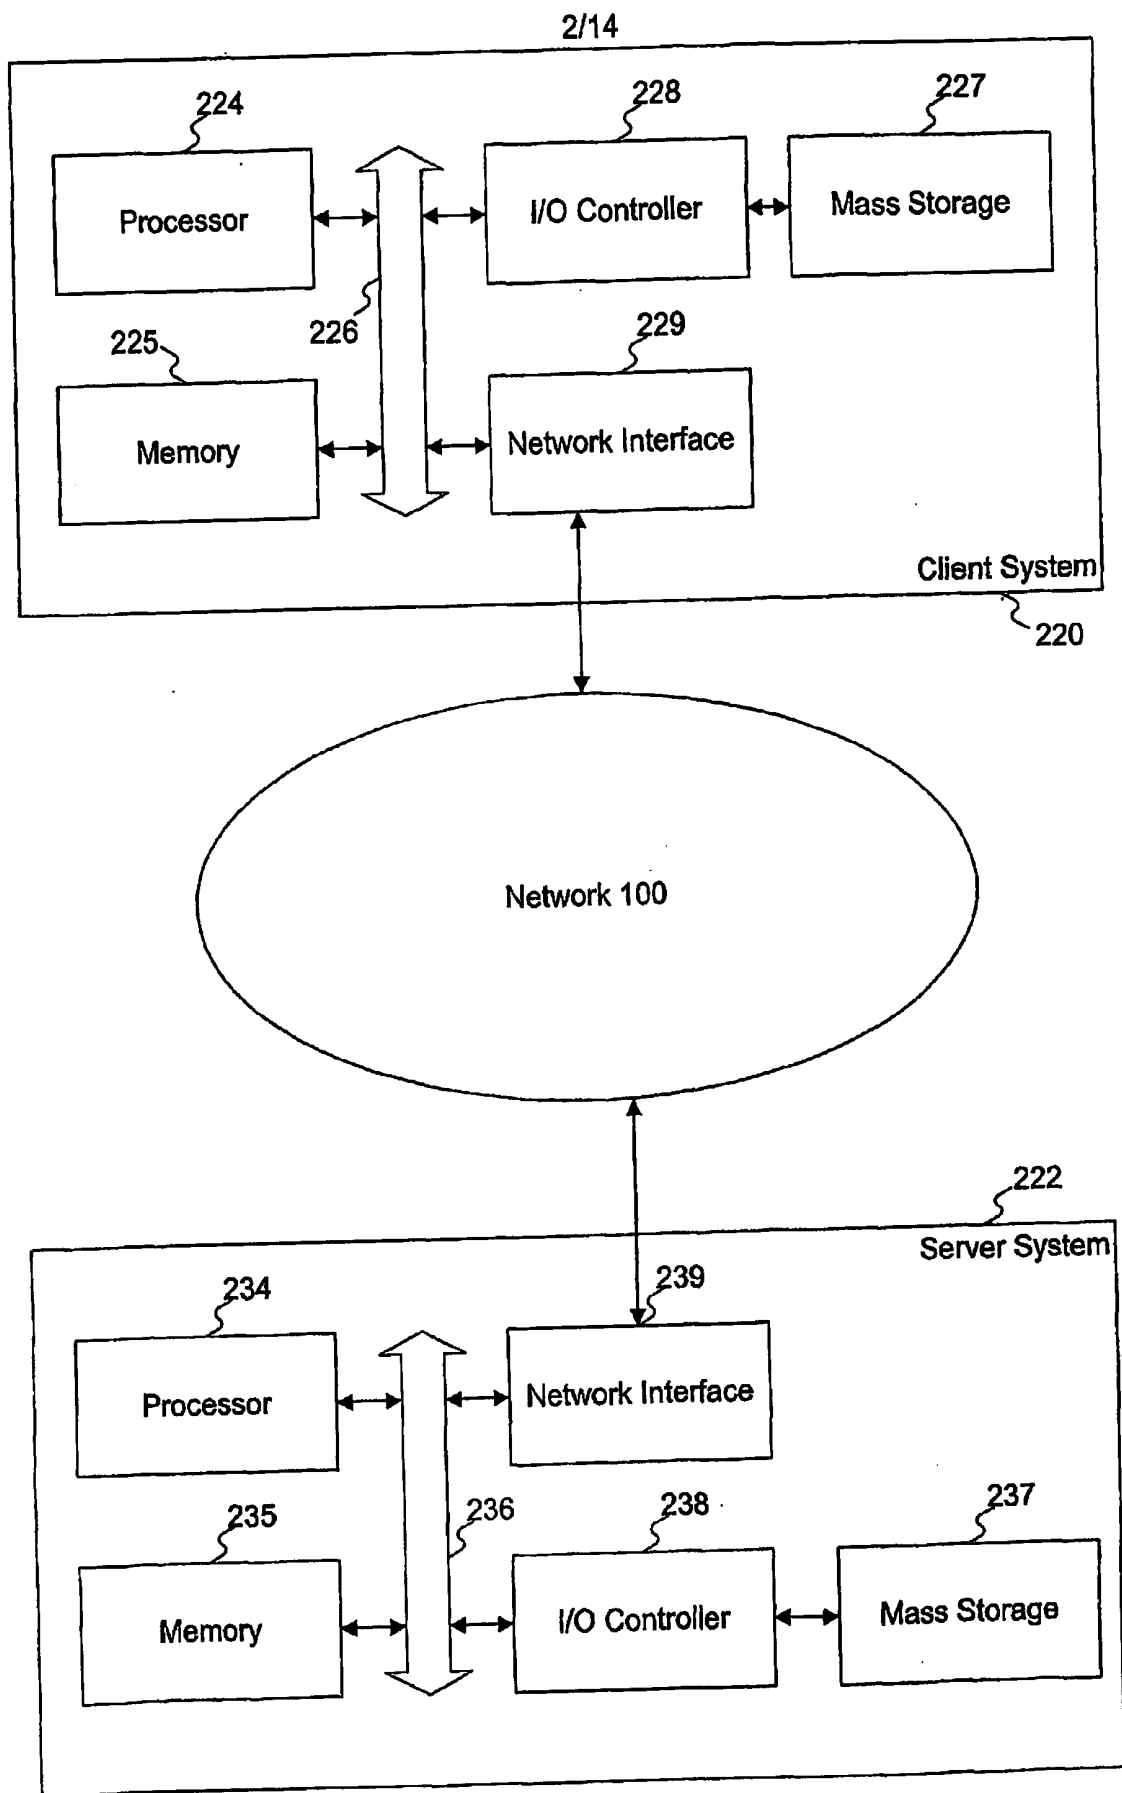 2/14
224
228
227
Processor
I/O Controller
Mass Storage
226
225
229
Memory
Network Interface
Client System
220
Network 100
222
Server System
234
239
Processor
Network Interface
235
236
238
237
Memory
I/O Controller
Mass Storage